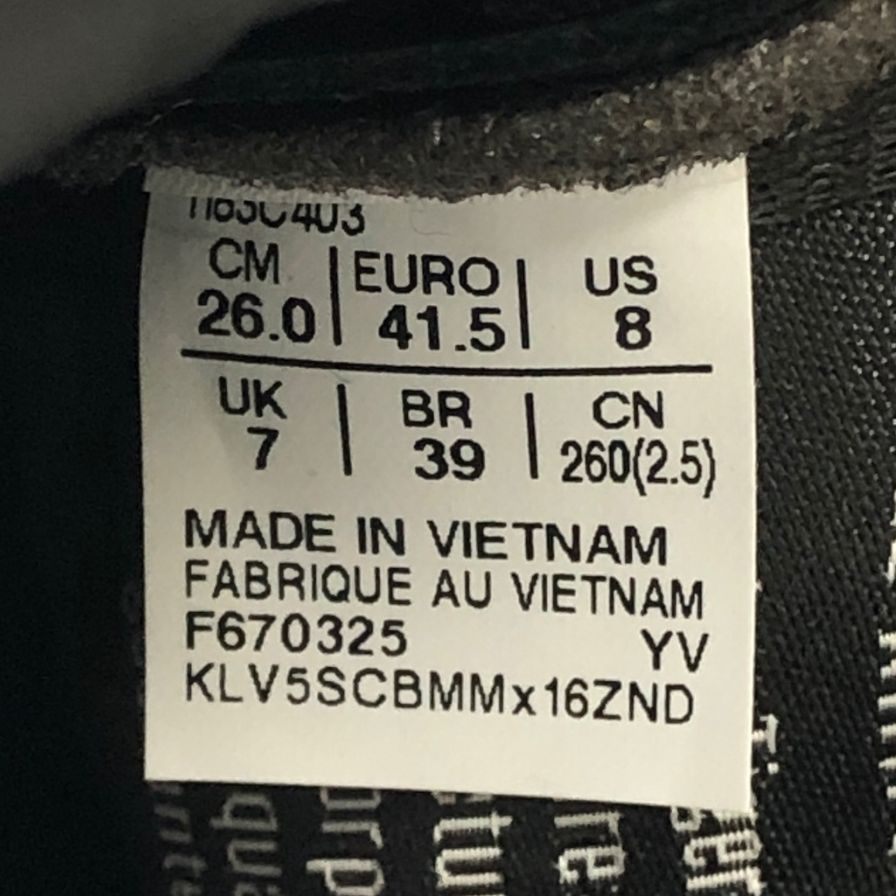 1183C403
CM EURO US
26.0 41.5 8
UK BR CN
7 39 260(2.5)
MADE IN VIETNAM
FABRIQUE AU VIETNAM
F670325 YV
KLV5SCBMMx16ZND